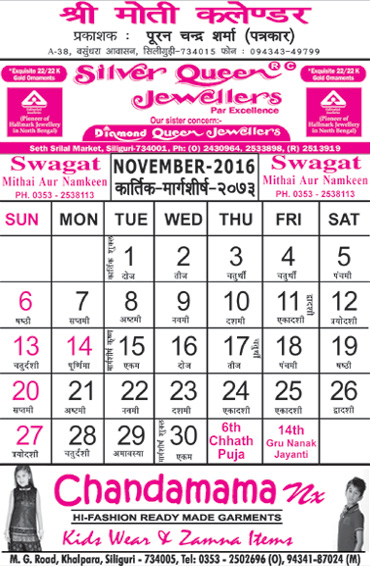 श्री मोती कलेण्डर
प्रकाशक : पूरन चन्द्र शर्मा (पत्रकार)
A-38, वसुंधरा आवासन, सिलीगुड़ी-734015 फोन : 094343-49799
*Exquisite 22/22 K Gold Ornaments
(Pioneer of Hallmark Jewellery in North Bengal)
Silver Queen ® ©
Jewellers
Par Excellence
Our sister concern:-
Diamond Queen Jewellers
*Exquisite 22/22 K Gold Ornaments
(Pioneer of Hallmark Jewellery in North Bengal)
Seth Srilal Market, Siliguri-734001, Ph: (O) 2430964, 2533898, (R) 2513919
Swagat
Mithai Aur Namkeen
PH. 0353 - 2538113
NOVEMBER-2016
कार्तिक-मार्गशीर्ष-२०७३
Swagat
Mithai Aur Namkeen
PH. 0353 - 2538113
SUN MON TUE WED THU FRI SAT
कार्तिक शुक्ल 1 2 3 4 5
दोज तीज चतुर्थी चतुर्थी पंचमी
6 7 8 9 10 11 द्वादशी 12
षष्ठी सप्तमी अष्टमी नवमी दशमी एकादशी त्रयोदशी
13 14 मार्गशीर्ष कृष्ण 15 16 17 चतुर्थी 18 19
चतुर्दशी पूर्णिमा एकम दोज तीज पंचमी षष्ठी
20 21 22 23 24 25 26
सप्तमी अष्टमी नवमी दशमी एकादशी एकादशी द्वादशी
27 28 29 मार्गशीर्ष शुक्ल 30 6th Chhath Puja 14th Gru Nanak Jayanti
त्रयोदशी चतुर्दशी अमावस्या एकम
Chandamama Nx
HI-FASHION READY MADE GARMENTS
Kids Wear & Zamna Items
M. G. Road, Khalpara, Siliguri - 734005, Tel: 0353 - 2502696 (O), 94341-87024 (M)